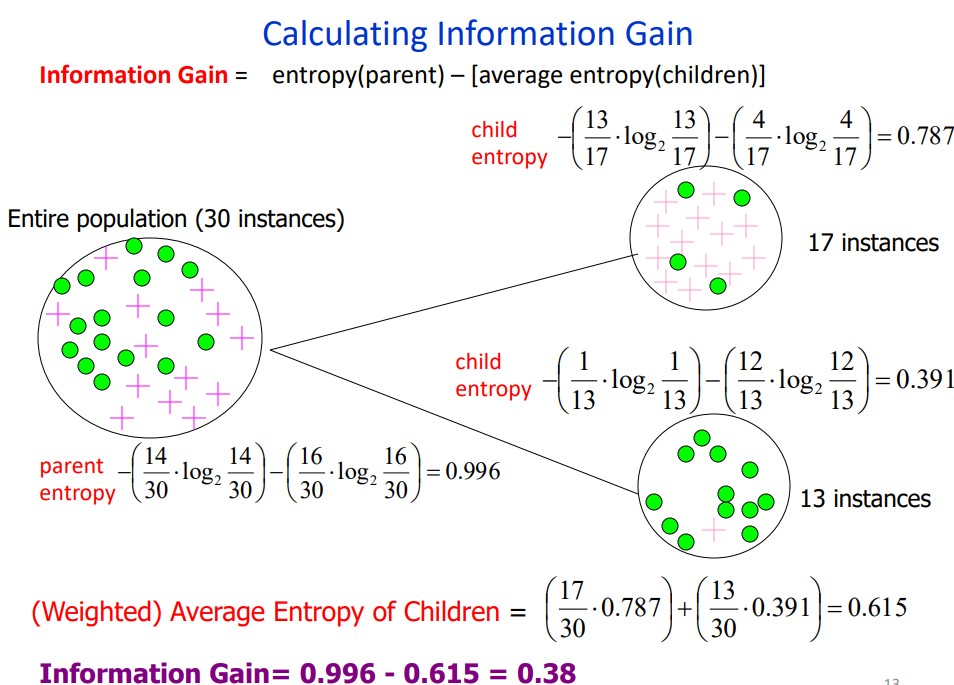 Calculating Information Gain
Information Gain = entropy(parent) – [average entropy(children)]
child entropy −(13/17 · log₂ 13/17) − (4/17 · log₂ 4/17) = 0.787
Entire population (30 instances)
17 instances
child entropy −(1/13 · log₂ 1/13) − (12/13 · log₂ 12/13) = 0.391
parent entropy −(14/30 · log₂ 14/30) − (16/30 · log₂ 16/30) = 0.996
13 instances
(Weighted) Average Entropy of Children = (17/30 · 0.787) + (13/30 · 0.391) = 0.615
Information Gain= 0.996 - 0.615 = 0.38
13